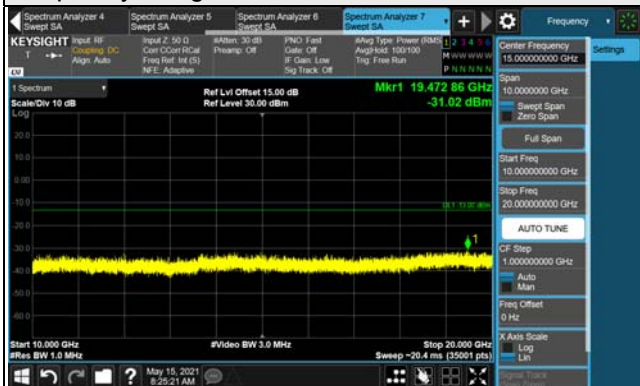 Spectrum Analyzer 4
Swept SA
Spectrum Analyzer 5
Swept SA
Spectrum Analyzer 6
Swept SA
Spectrum Analyzer 7
Swept SA
Frequency
KEYSIGHT
Input: RF
Coupling: DC
Align: Auto
Input Z: 50 Ω
Corr CCorr RCal
Freq Ref: Int (S)
NFE: Adaptive
#Atten: 30 dB
Preamp: Off
PNO: Fast
Gate: Off
IF Gain: Low
Sig Track: Off
#Avg Type: Power (RMS)
Avg|Hold: 100/100
Trig: Free Run
1 2 3 4 5 6
M W W W W W
P N N N N N
LXI
1 Spectrum
Scale/Div 10 dB
Ref Lvl Offset 15.00 dB
Ref Level 30.00 dBm
Mkr1 19.472 86 GHz
-31.02 dBm
Log
20.0
10.0
0.00
-10.0
DL1 -13.00 dBm
-20.0
-30.0
-40.0
-50.0
-60.0
1
Start 10.000 GHz
#Res BW 1.0 MHz
#Video BW 3.0 MHz
Stop 20.000 GHz
Sweep ~20.4 ms (35001 pts)
May 15, 2021
8:25:21 AM
Center Frequency
15.000000000 GHz
Settings
Span
10.0000000 GHz
Swept Span
Zero Span
Full Span
Start Freq
10.000000000 GHz
Stop Freq
20.000000000 GHz
AUTO TUNE
CF Step
1.000000000 GHz
Auto
Man
Freq Offset
0 Hz
X Axis Scale
Log
Lin
Signal Track